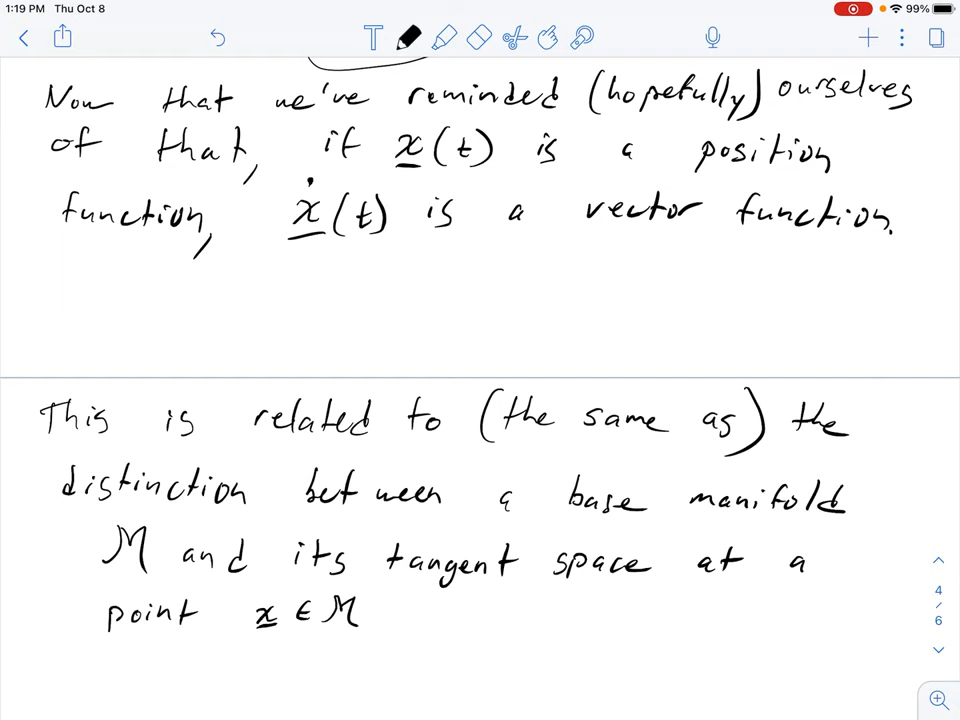 1:19 PM Thu Oct 8
99%
T
Now that we've reminded (hopefully) ourselves
of that, if x(t) is a position
function, ẋ(t) is a vector function.
This is related to (the same as) the
distinction between a base manifold
M and its tangent space at a
point x ∈ M
4
/
6